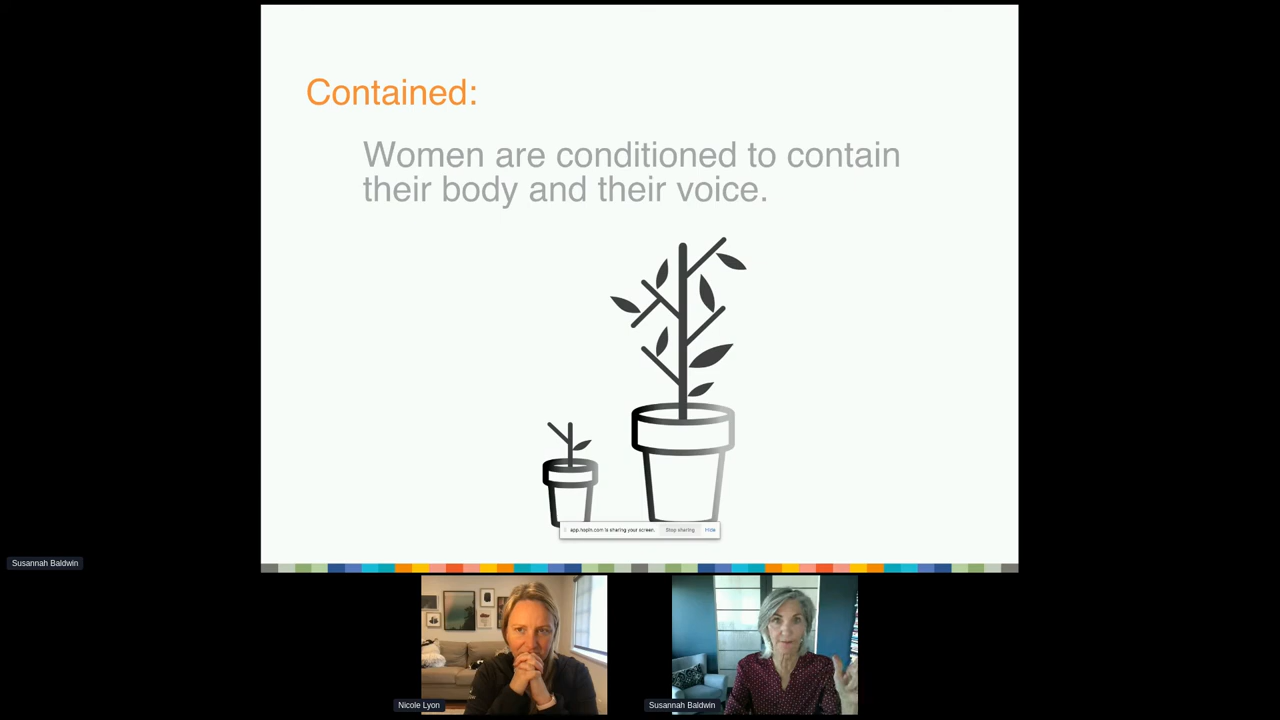 Contained:
Women are conditioned to contain
their body and their voice.
app.hopin.com is sharing your screen. Stop sharing Hide
Susannah Baldwin
Nicole Lyon
Susannah Baldwin